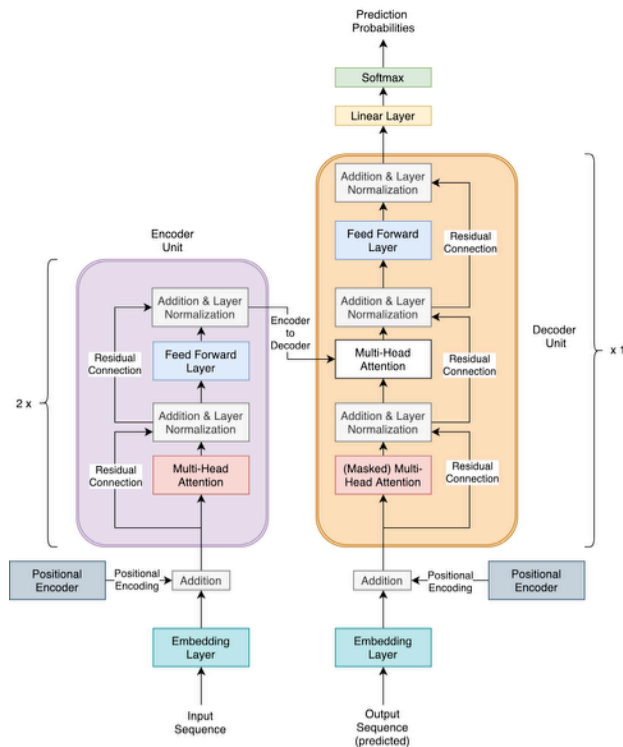 Prediction
Probabilities
Softmax
Linear Layer
Addition & Layer
Normalization
Feed Forward
Layer
Residual
Connection
Addition & Layer
Normalization
Multi-Head
Attention
Residual
Connection
Addition & Layer
Normalization
(Masked) Multi-
Head Attention
Residual
Connection
Decoder
Unit
x 1
Encoder
Unit
Addition & Layer
Normalization
Encoder
to
Decoder
Feed Forward
Layer
Residual
Connection
2 x
Addition & Layer
Normalization
Multi-Head
Attention
Residual
Connection
Positional
Encoder
Positional
Encoding
Addition
Addition
Positional
Encoding
Positional
Encoder
Embedding
Layer
Embedding
Layer
Input
Sequence
Output
Sequence
(predicted)